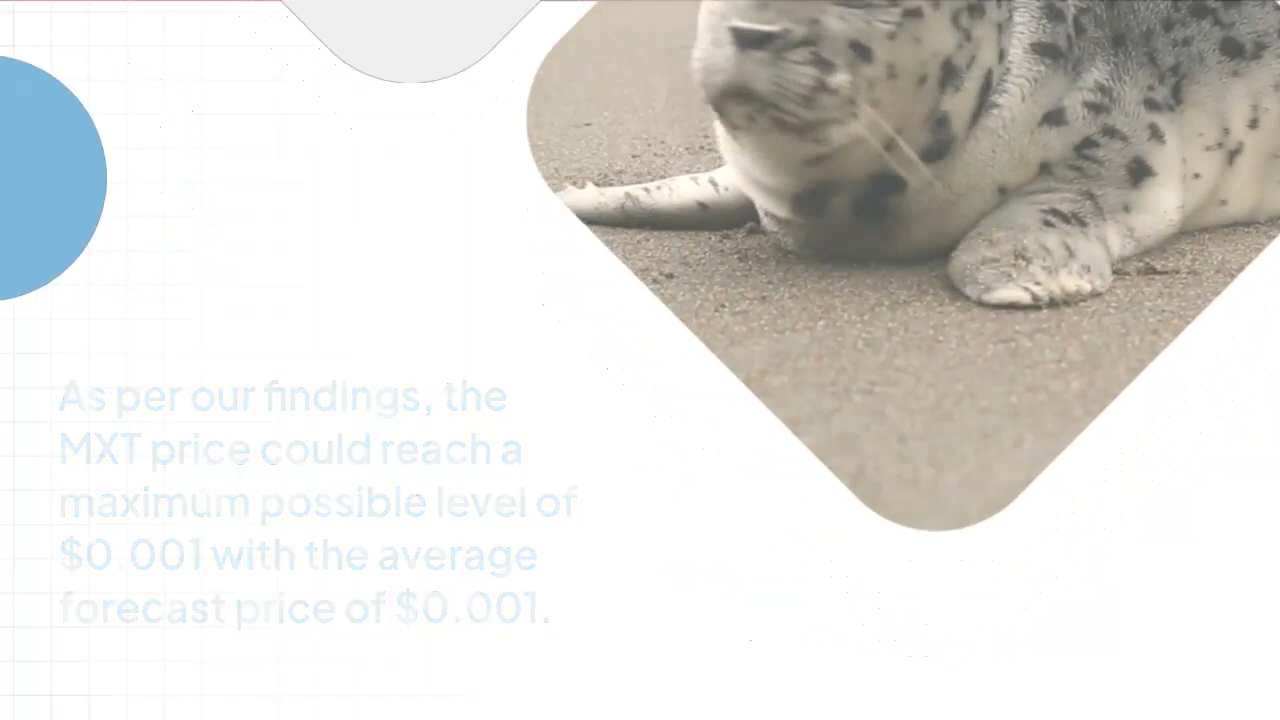 As per our findings, the
MXT price could reach a
maximum possible level of
$0.001 with the average
forecast price of $0.001.